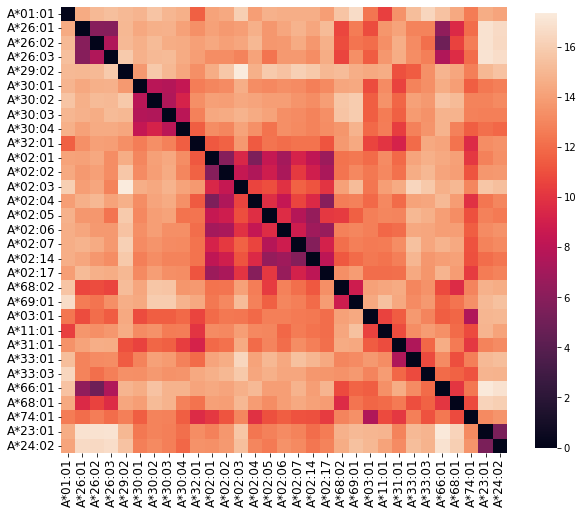 A*01:01
A*26:01
A*26:02
A*26:03
A*29:02
A*30:01
A*30:02
A*30:03
A*30:04
A*32:01
A*02:01
A*02:02
A*02:03
A*02:04
A*02:05
A*02:06
A*02:07
A*02:14
A*02:17
A*68:02
A*69:01
A*03:01
A*11:01
A*31:01
A*33:01
A*33:03
A*66:01
A*68:01
A*74:01
A*23:01
A*24:02
A*01:01
A*26:01
A*26:02
A*26:03
A*29:02
A*30:01
A*30:02
A*30:03
A*30:04
A*32:01
A*02:01
A*02:02
A*02:03
A*02:04
A*02:05
A*02:06
A*02:07
A*02:14
A*02:17
A*68:02
A*69:01
A*03:01
A*11:01
A*31:01
A*33:01
A*33:03
A*66:01
A*68:01
A*74:01
A*23:01
A*24:02
16
14
12
10
8
6
4
2
0